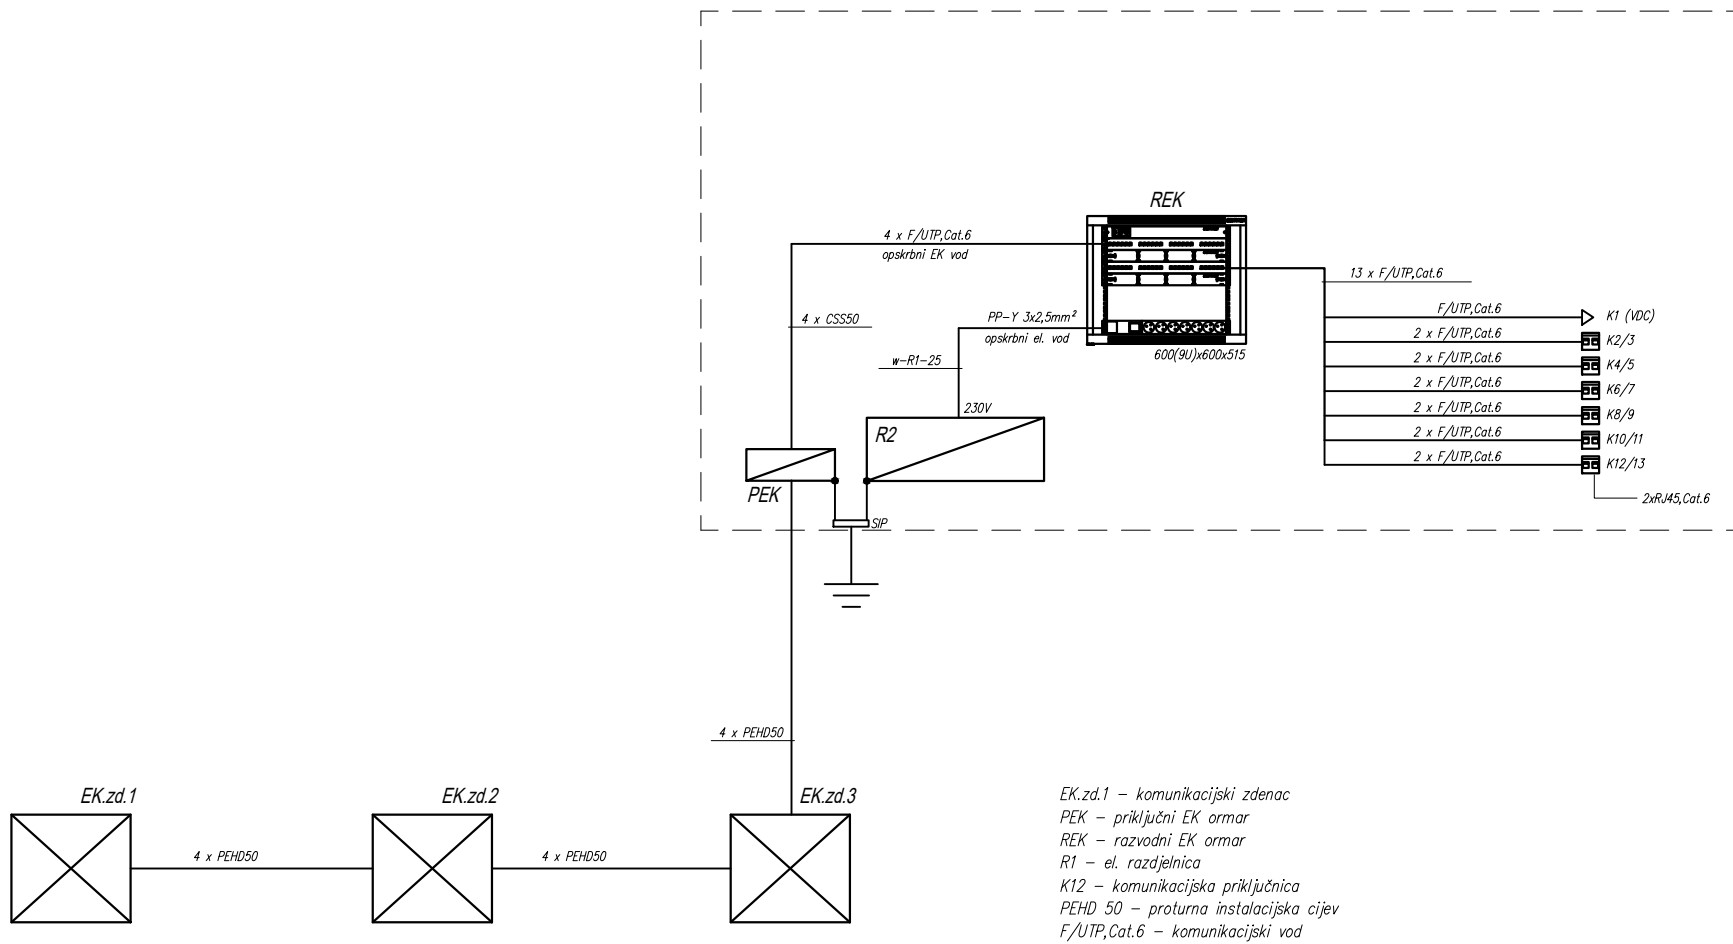 REK
4 x F/UTP,Cat.6
opskrbni EK vod
13 x F/UTP,Cat.6
4 x CSS50
PP-Y 3x2,5mm²
opskrbni el. vod
600(9U)x600x515
w-R1-25
230V
R2
PEK
SIP
F/UTP,Cat.6
K1 (VDC)
2 x F/UTP,Cat.6
K2/3
2 x F/UTP,Cat.6
K4/5
2 x F/UTP,Cat.6
K6/7
2 x F/UTP,Cat.6
K8/9
2 x F/UTP,Cat.6
K10/11
2 x F/UTP,Cat.6
K12/13
2xRJ45,Cat.6
4 x PEHD50
EK.zd.1
EK.zd.2
EK.zd.3
4 x PEHD50
4 x PEHD50
EK.zd.1 – komunikacijski zdenac
PEK – priključni EK ormar
REK – razvodni EK ormar
R1 – el. razdjelnica
K12 – komunikacijska priključnica
PEHD 50 – proturna instalacijska cijev
F/UTP,Cat.6 – komunikacijski vod